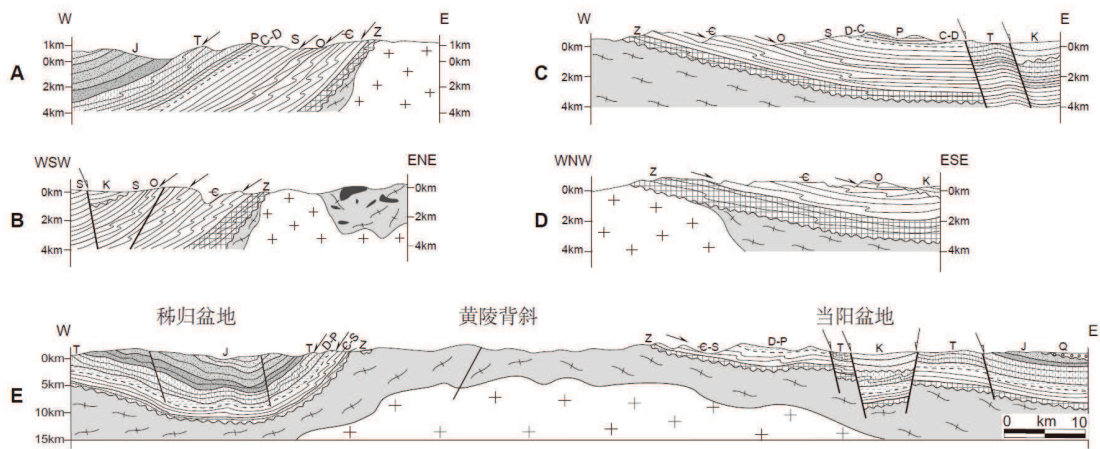 W E
J T P C-D S O Є Z
1km 1km
0km 0km
A
2km 2km
4km 4km
W E
Z Є O S D-C P C-D T K
0km 0km
C
2km 2km
4km 4km
WSW ENE
S K S O Є Z
0km 0km
B
2km 2km
4km 4km
WNW ESE
Z Є O K
0km 0km
D
2km 2km
4km 4km
秭归盆地 黄陵背斜 当阳盆地
W E
T J T D-P C-S Z Z Є-S D-P T K T J Q
0km
5km
E
10km
15km
0 km 10